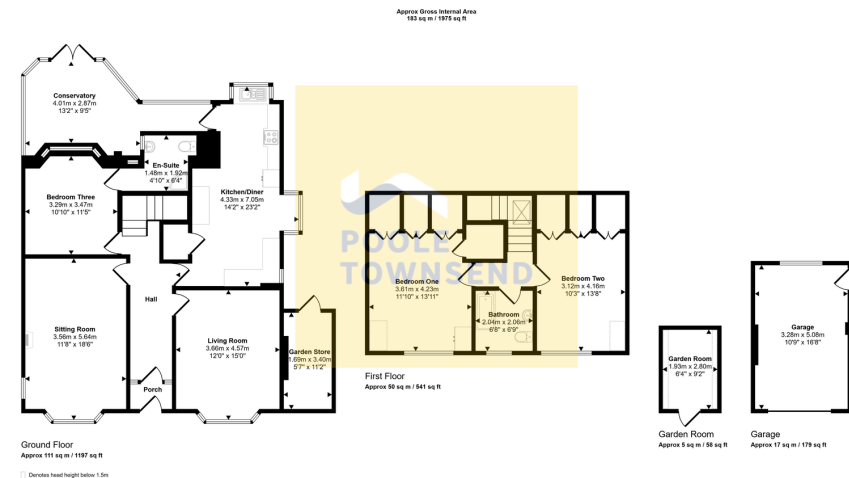 Approx Gross Internal Area
183 sq m / 1975 sq ft
Conservatory
4.01m x 2.87m
13'2" x 9'5"
En-Suite
1.48m x 1.92m
4'10" x 6'4"
Bedroom Three
3.29m x 3.47m
10'10" x 11'5"
Kitchen/Diner
4.33m x 7.05m
14'2" x 23'2"
Hall
Sitting Room
3.56m x 5.64m
11'8" x 18'6"
Living Room
3.66m x 4.57m
12'0" x 15'0"
Garden Store
1.69m x 3.40m
5'7" x 11'2"
Porch
Ground Floor
Approx 111 sq m / 1197 sq ft
Denotes head height below 1.5m
POOLE
TOWNSEND
Bedroom One
3.61m x 4.23m
11'10" x 13'11"
Bedroom Two
3.12m x 4.16m
10'3" x 13'8"
Bathroom
2.04m x 2.06m
6'8" x 6'9"
First Floor
Approx 50 sq m / 541 sq ft
Garden Room
1.93m x 2.80m
6'4" x 9'2"
Garden Room
Approx 5 sq m / 58 sq ft
Garage
3.28m x 5.08m
10'9" x 16'8"
Garage
Approx 17 sq m / 179 sq ft